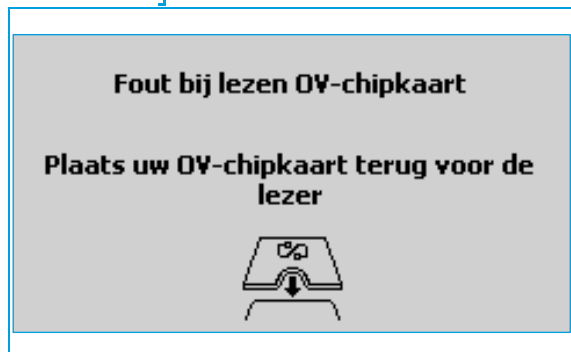 Fout bij lezen OV-chipkaart
Plaats uw OV-chipkaart terug voor de
lezer